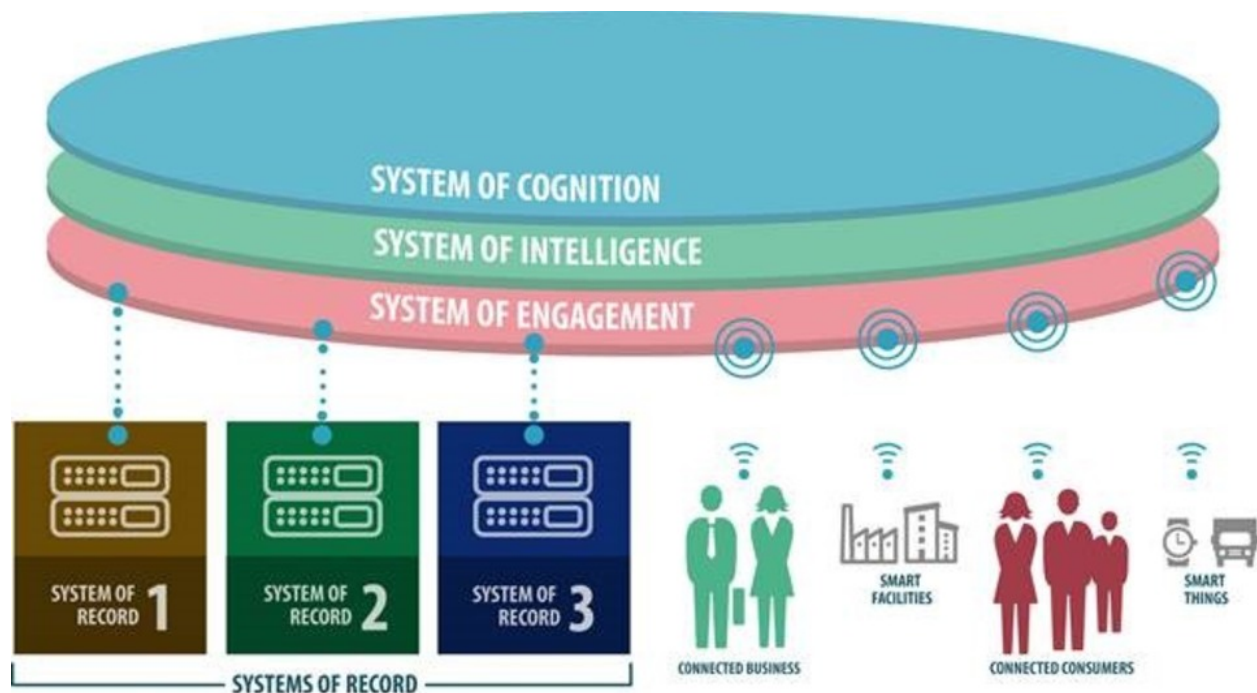 SYSTEM OF COGNITION
SYSTEM OF INTELLIGENCE
SYSTEM OF ENGAGEMENT
SYSTEM OF
RECORD 1
SYSTEM OF
RECORD 2
SYSTEM OF
RECORD 3
SYSTEMS OF RECORD
CONNECTED BUSINESS
SMART
FACILITIES
CONNECTED CONSUMERS
SMART
THINGS